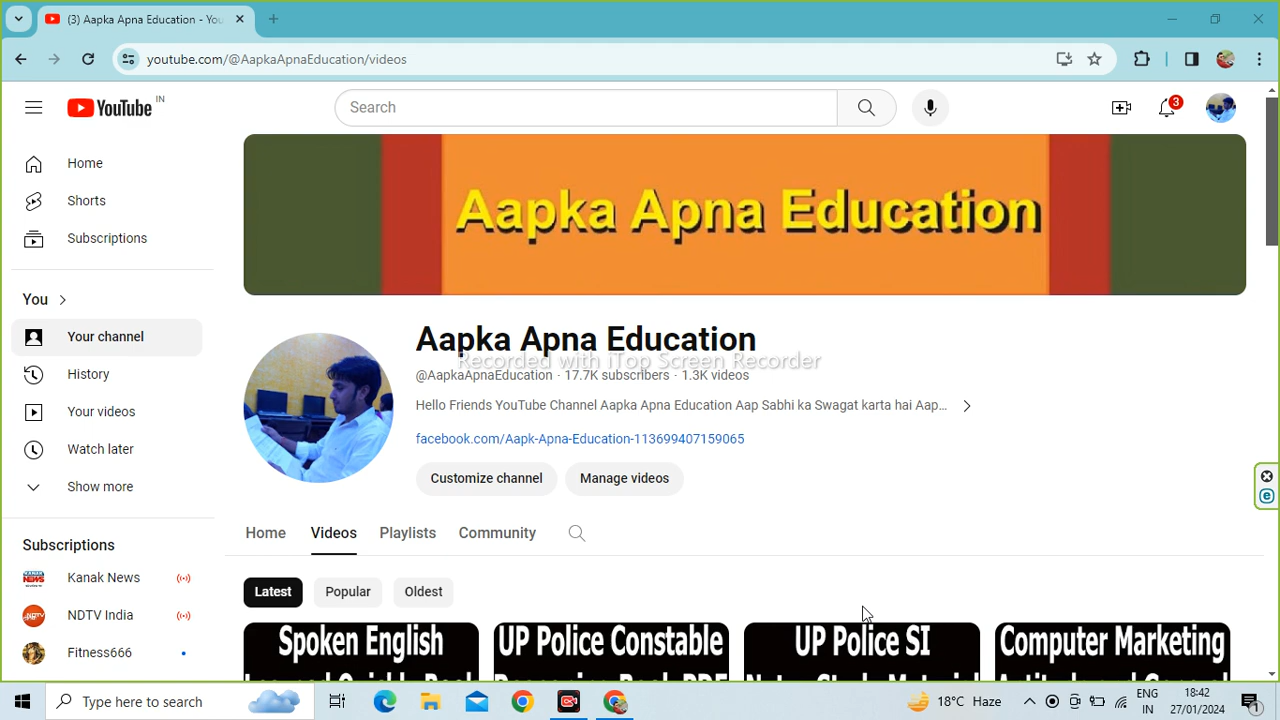 (3) Aapka Apna Education - You
youtube.com/@AapkaApnaEducation/videos
YouTube IN
Search
3
Home
Shorts
Subscriptions
You
Your channel
History
Your videos
Watch later
Show more
Subscriptions
Kanak News
NDTV India
Fitness666
Aapka Apna Education
Aapka Apna Education
Recorded with iTop Screen Recorder
@AapkaApnaEducation · 17.7K subscribers · 1.3K videos
Hello Friends YouTube Channel Aapka Apna Education Aap Sabhi ka Swagat karta hai Aap...
facebook.com/Aapk-Apna-Education-113699407159065
Customize channel
Manage videos
Home
Videos
Playlists
Community
Latest
Popular
Oldest
Spoken English
UP Police Constable
UP Police SI
Computer Marketing
Type here to search
18°C Haze
ENG
IN
18:42
27/01/2024
1